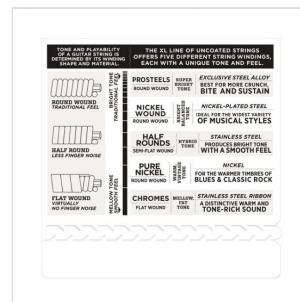 TONE AND PLAYABILITY
OF A GUITAR STRING IS
DETERMINED BY ITS WINDING
SHAPE AND MATERIAL.
ROUND WOUND
TRADITIONAL FEEL
HALF ROUND
LESS FINGER NOISE
FLAT WOUND
VIRTUALLY
NO FINGER NOISE
BRIGHT TONE
TRADITIONAL FEEL
MELLOW TONE
SMOOTH FEEL
THE XL LINE OF UNCOATED STRINGS
OFFERS FIVE DIFFERENT STRING WINDINGS,
EACH WITH A UNIQUE TONE AND FEEL.
PROSTEELS
ROUND WOUND
SUPER
BRIGHT
TONE
EXCLUSIVE STEEL ALLOY
BEST FOR MORE CRUNCH,
BITE AND SUSTAIN
NICKEL
WOUND
ROUND WOUND
BRIGHT
BALANCED
TONE
NICKEL-PLATED STEEL
IDEAL FOR THE WIDEST VARIETY
OF MUSICAL STYLES
HALF
ROUNDS
SEMI-FLAT WOUND
HYBRID
TONE
STAINLESS STEEL
PRODUCES BRIGHT TONE
WITH A SMOOTH FEEL
PURE
NICKEL
ROUND WOUND
WARM,
VINTAGE
TONE
NICKEL
FOR THE WARMER TIMBRES OF
BLUES & CLASSIC ROCK
CHROMES
FLAT WOUND
MELLOW,
FAT
TONE
STAINLESS STEEL RIBBON
A DISTINCTIVE WARM AND
TONE-RICH SOUND